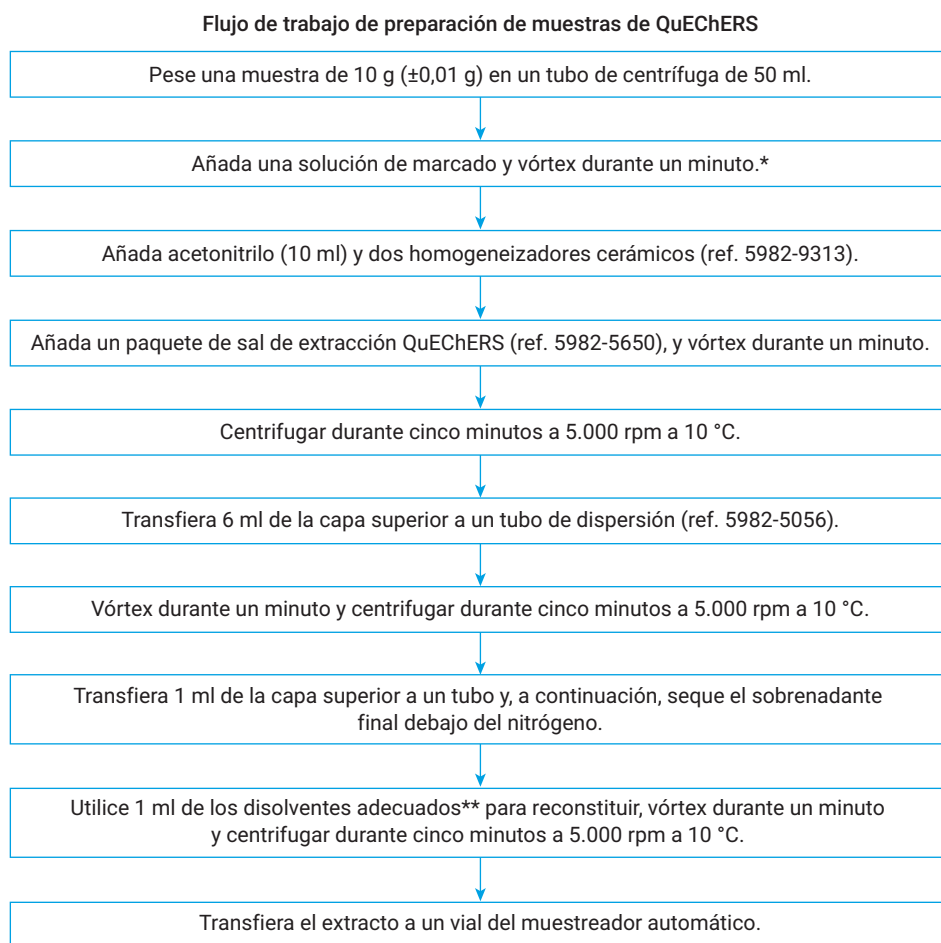 Flujo de trabajo de preparación de muestras de QuEChERS
Pese una muestra de 10 g (±0,01 g) en un tubo de centrífuga de 50 ml.
Añada una solución de marcado y vórtex durante un minuto.*
Añada acetonitrilo (10 ml) y dos homogeneizadores cerámicos (ref. 5982-9313).
Añada un paquete de sal de extracción QuEChERS (ref. 5982-5650), y vórtex durante un minuto.
Centrifugar durante cinco minutos a 5.000 rpm a 10 °C.
Transfiera 6 ml de la capa superior a un tubo de dispersión (ref. 5982-5056).
Vórtex durante un minuto y centrifugar durante cinco minutos a 5.000 rpm a 10 °C.
Transfiera 1 ml de la capa superior a un tubo y, a continuación, seque el sobrenadante
final debajo del nitrógeno.
Utilice 1 ml de los disolventes adecuados** para reconstituir, vórtex durante un minuto
y centrifugar durante cinco minutos a 5.000 rpm a 10 °C.
Transfiera el extracto a un vial del muestreador automático.